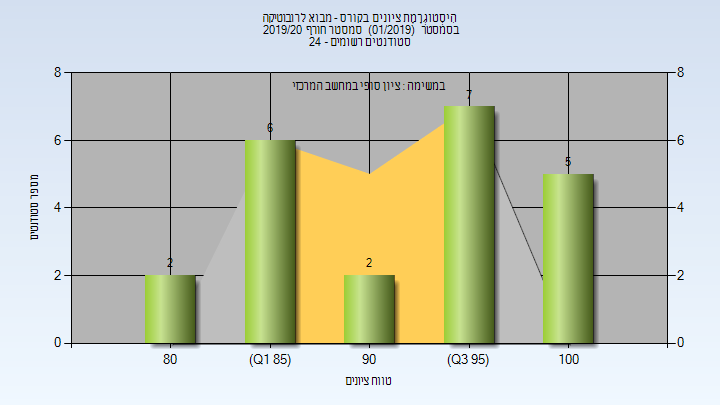 היסטוגרמת ציונים בקורס - מבוא לרובוטיקה
בסמסטר (01/2019) סמסטר חורף 2019/20
סטודנטים רשומים - 24
במשימה : ציון סופי במחשב המרכזי
8 8
6 6
4 4
2 2
0 0
2 6 2 7 5
מספר סטודנטים
80 (Q1 85) 90 (Q3 95) 100
טווח ציונים